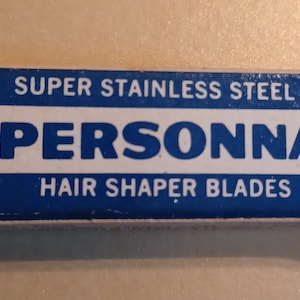 SUPER STAINLESS STEEL
PERSONNA
HAIR SHAPER BLADES